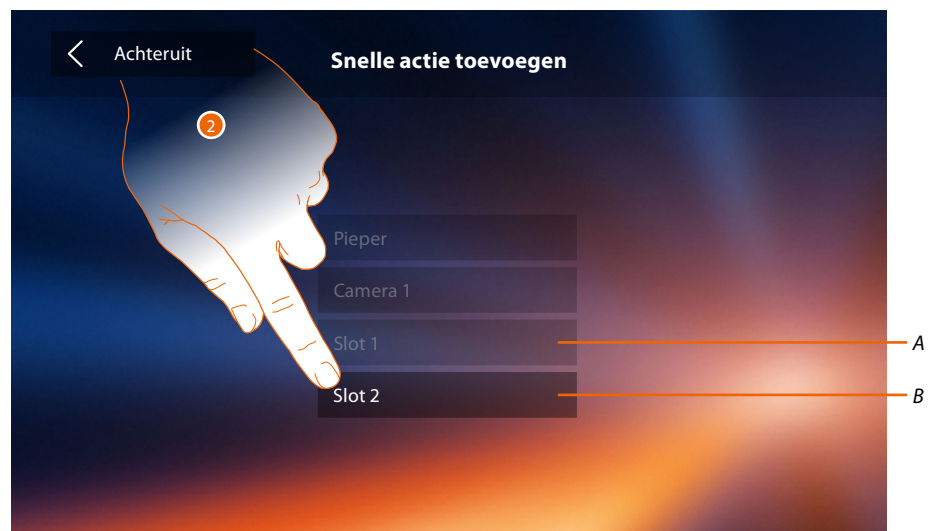 Achteruit
Snelle actie toevoegen
2
Pieper
Camera 1
Slot 1
A
Slot 2
B